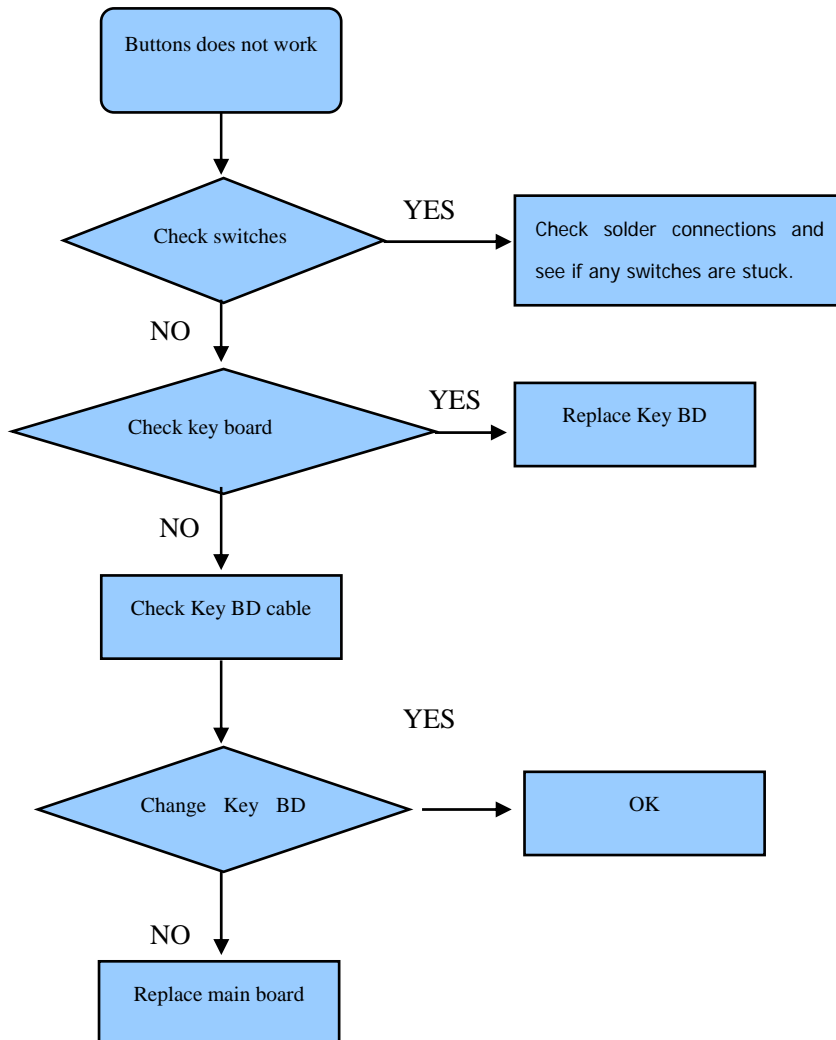 Buttons does not work
YES
Check switches
Check solder connections and
see if any switches are stuck.
NO
YES
Check key board
Replace Key BD
NO
Check Key BD cable
YES
Change Key BD
OK
NO
Replace main board